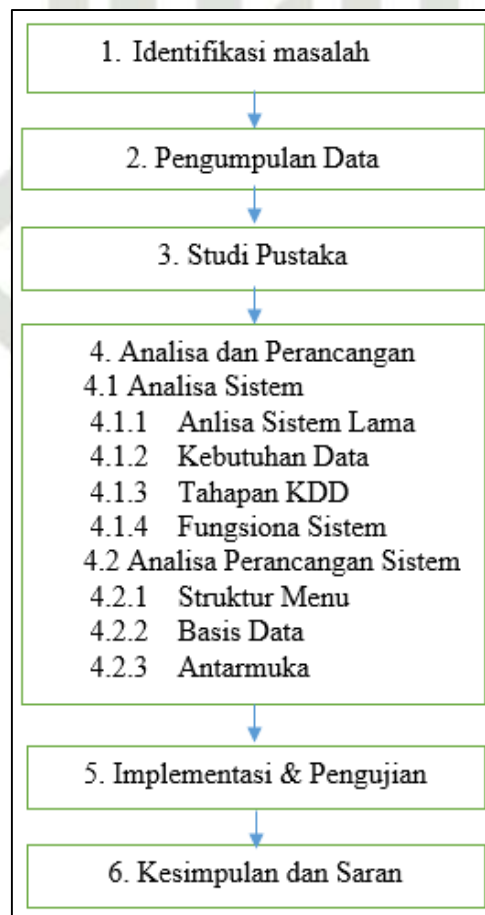 1. Identifikasi masalah
2. Pengumpulan Data
3. Studi Pustaka
4. Analisa dan Perancangan
4.1 Analisa Sistem
4.1.1 Anlisa Sistem Lama
4.1.2 Kebutuhan Data
4.1.3 Tahapan KDD
4.1.4 Fungsiona Sistem
4.2 Analisa Perancangan Sistem
4.2.1 Struktur Menu
4.2.2 Basis Data
4.2.3 Antarmuka
5. Implementasi & Pengujian
6. Kesimpulan dan Saran